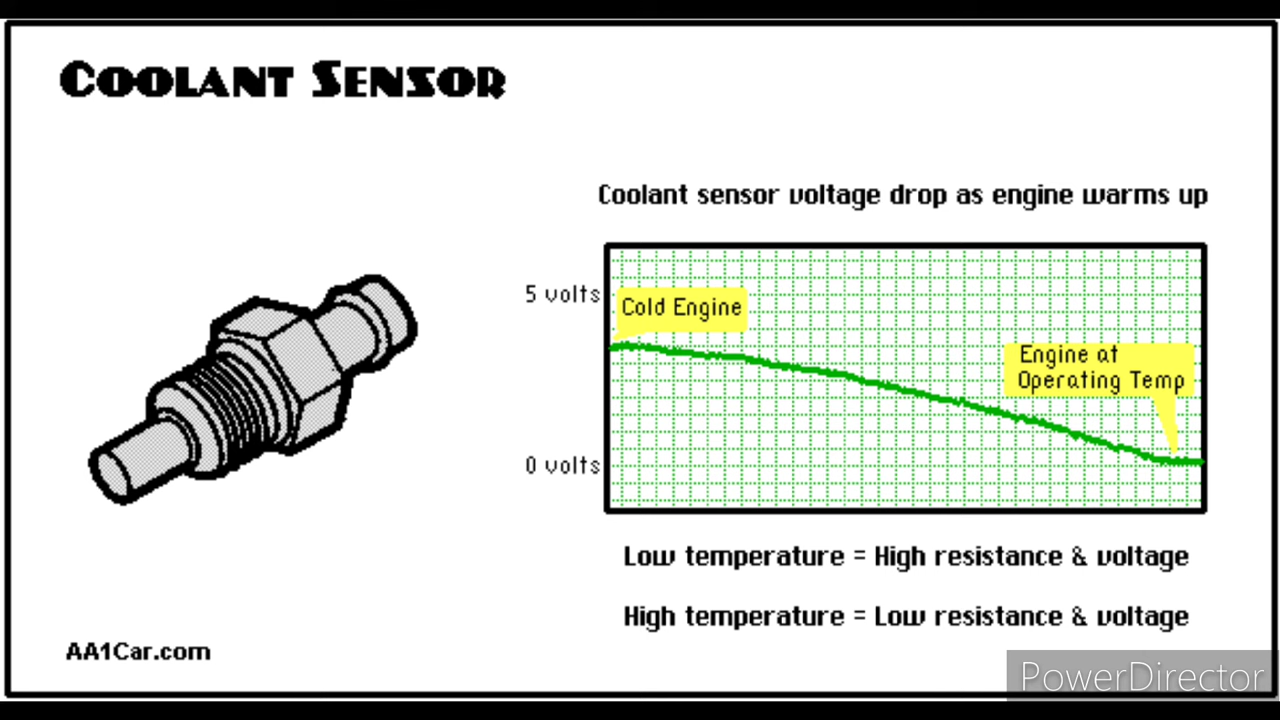 COOLANT SENSOR
Coolant sensor voltage drop as engine warms up
5 volts
Cold Engine
Engine at
Operating Temp
0 volts
Low temperature = High resistance & voltage
High temperature = Low resistance & voltage
AA1Car.com
PowerDirector